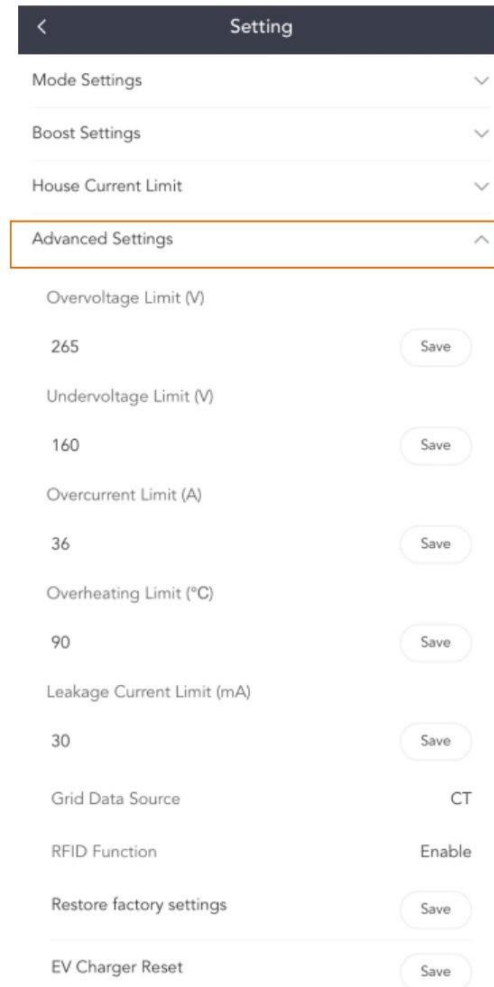 Setting
Mode Settings
Boost Settings
House Current Limit
Advanced Settings
Overvoltage Limit (V)
265 Save
Undervoltage Limit (V)
160 Save
Overcurrent Limit (A)
36 Save
Overheating Limit (°C)
90 Save
Leakage Current Limit (mA)
30 Save
Grid Data Source CT
RFID Function Enable
Restore factory settings Save
EV Charger Reset Save